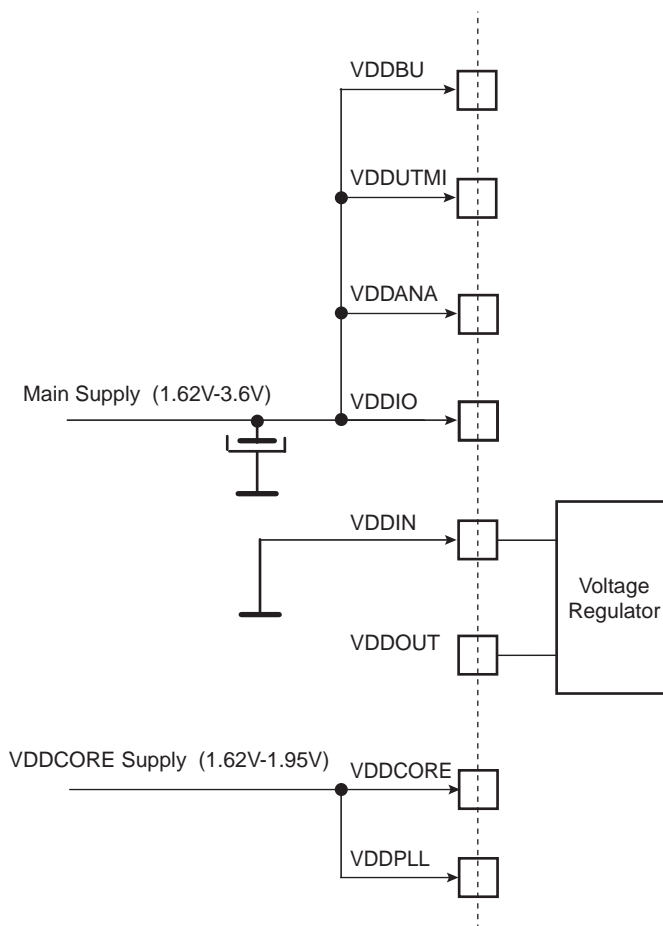 VDDBU
VDDUTMI
VDDANA
Main Supply (1.62V-3.6V)
VDDIO
VDDIN
Voltage
Regulator
VDDOUT
VDDCORE Supply (1.62V-1.95V)
VDDCORE
VDDPLL